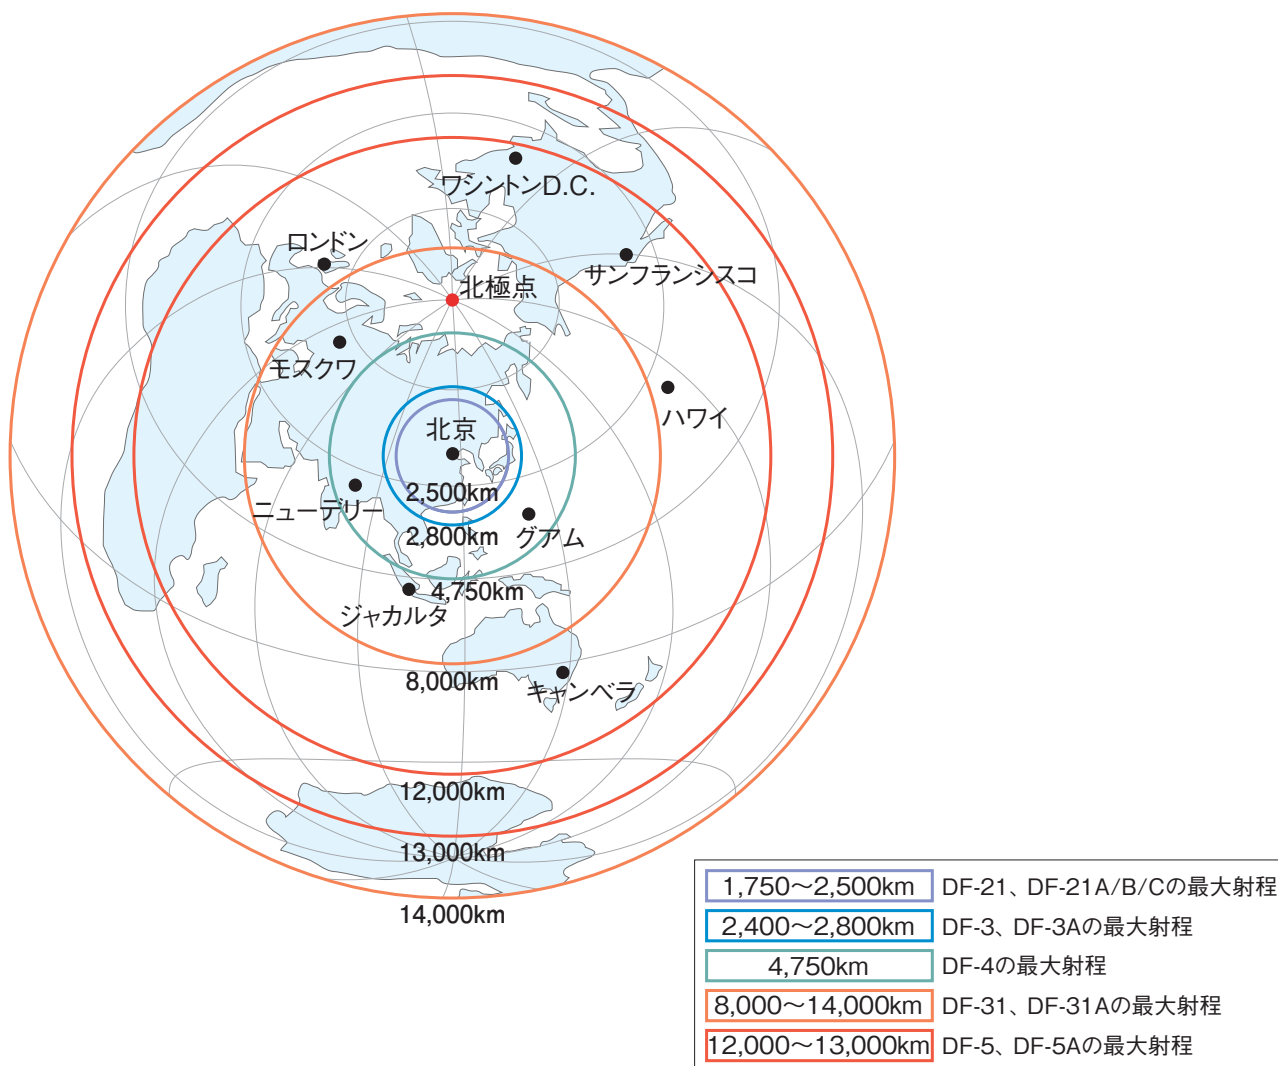 ワシントンD.C.
ロンドン
サンフランシスコ
北極点
モスクワ
ハワイ
北京
2,500km
ニューデリー
2,800km
グアム
4,750km
ジャカルタ
8,000km
キャンベラ
12,000km
13,000km
14,000km
1,750〜2,500km DF-21、DF-21A/B/Cの最大射程
2,400〜2,800km DF-3、DF-3Aの最大射程
4,750km DF-4の最大射程
8,000〜14,000km DF-31、DF-31Aの最大射程
12,000〜13,000km DF-5、DF-5Aの最大射程